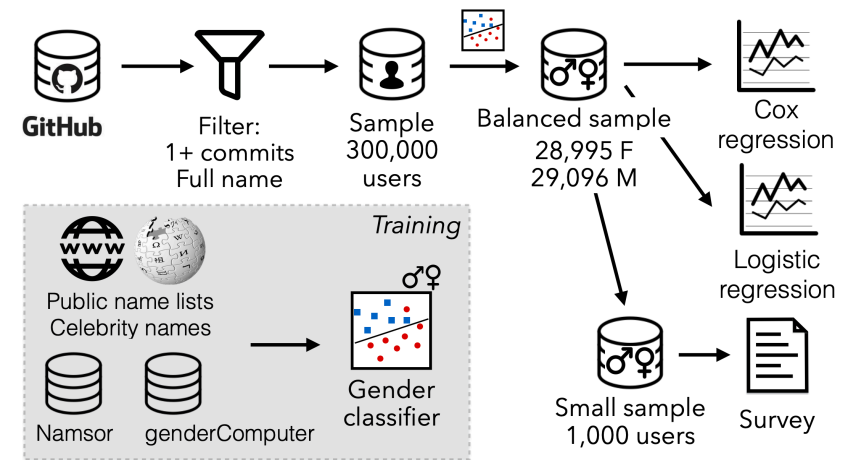 GitHub
Filter:
1+ commits
Full name
Sample
300,000
users
Balanced sample
28,995 F
29,096 M
Cox
regression
Logistic
regression
Training
WWW
Public name lists
Celebrity names
Namsor
genderComputer
Gender
classifier
Small sample
1,000 users
Survey